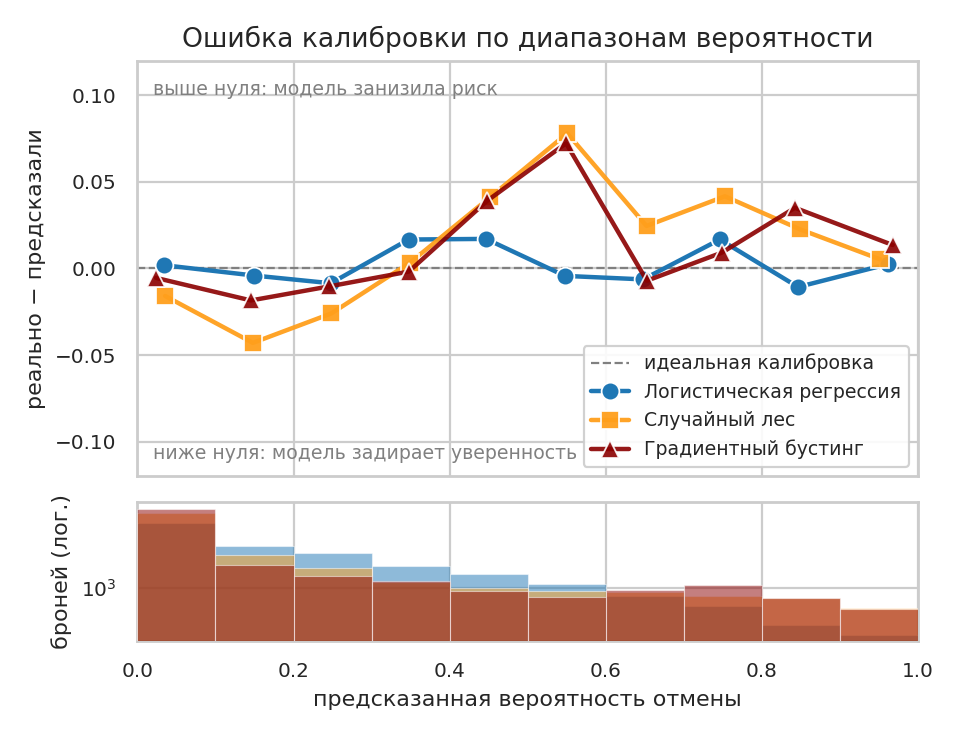 Ошибка калибровки по диапазонам вероятности
реально − предсказали
0.10
0.05
0.00
−0.05
−0.10
выше нуля: модель занизила риск
ниже нуля: модель задирает уверенность
идеальная калибровка
Логистическая регрессия
Случайный лес
Градиентный бустинг
броней (лог.)
10³
0.0 0.2 0.4 0.6 0.8 1.0
предсказанная вероятность отмены